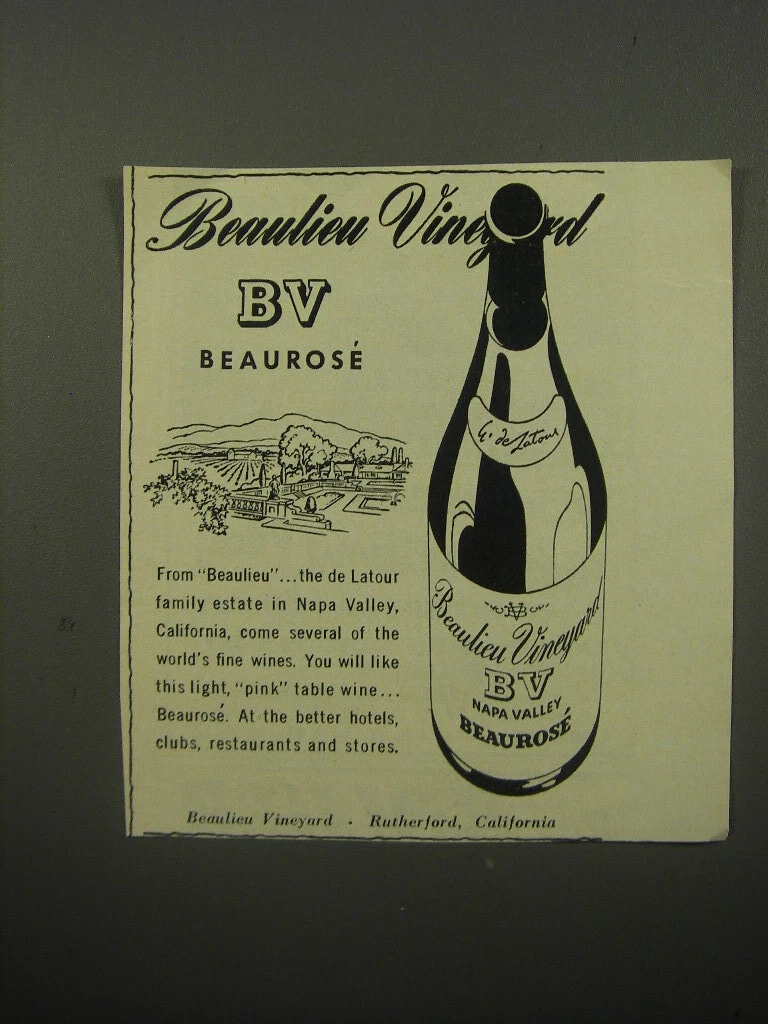 Beaulieu Vineyard
BV
BEAUROSÉ
G. de Latour
From "Beaulieu"...the de Latour
family estate in Napa Valley,
California, come several of the
world's fine wines. You will like
this light, "pink" table wine...
Beaurosé. At the better hotels,
clubs, restaurants and stores.
BV
Beaulieu Vineyard
BV
NAPA VALLEY
BEAUROSÉ
Beaulieu Vineyard · Rutherford, California